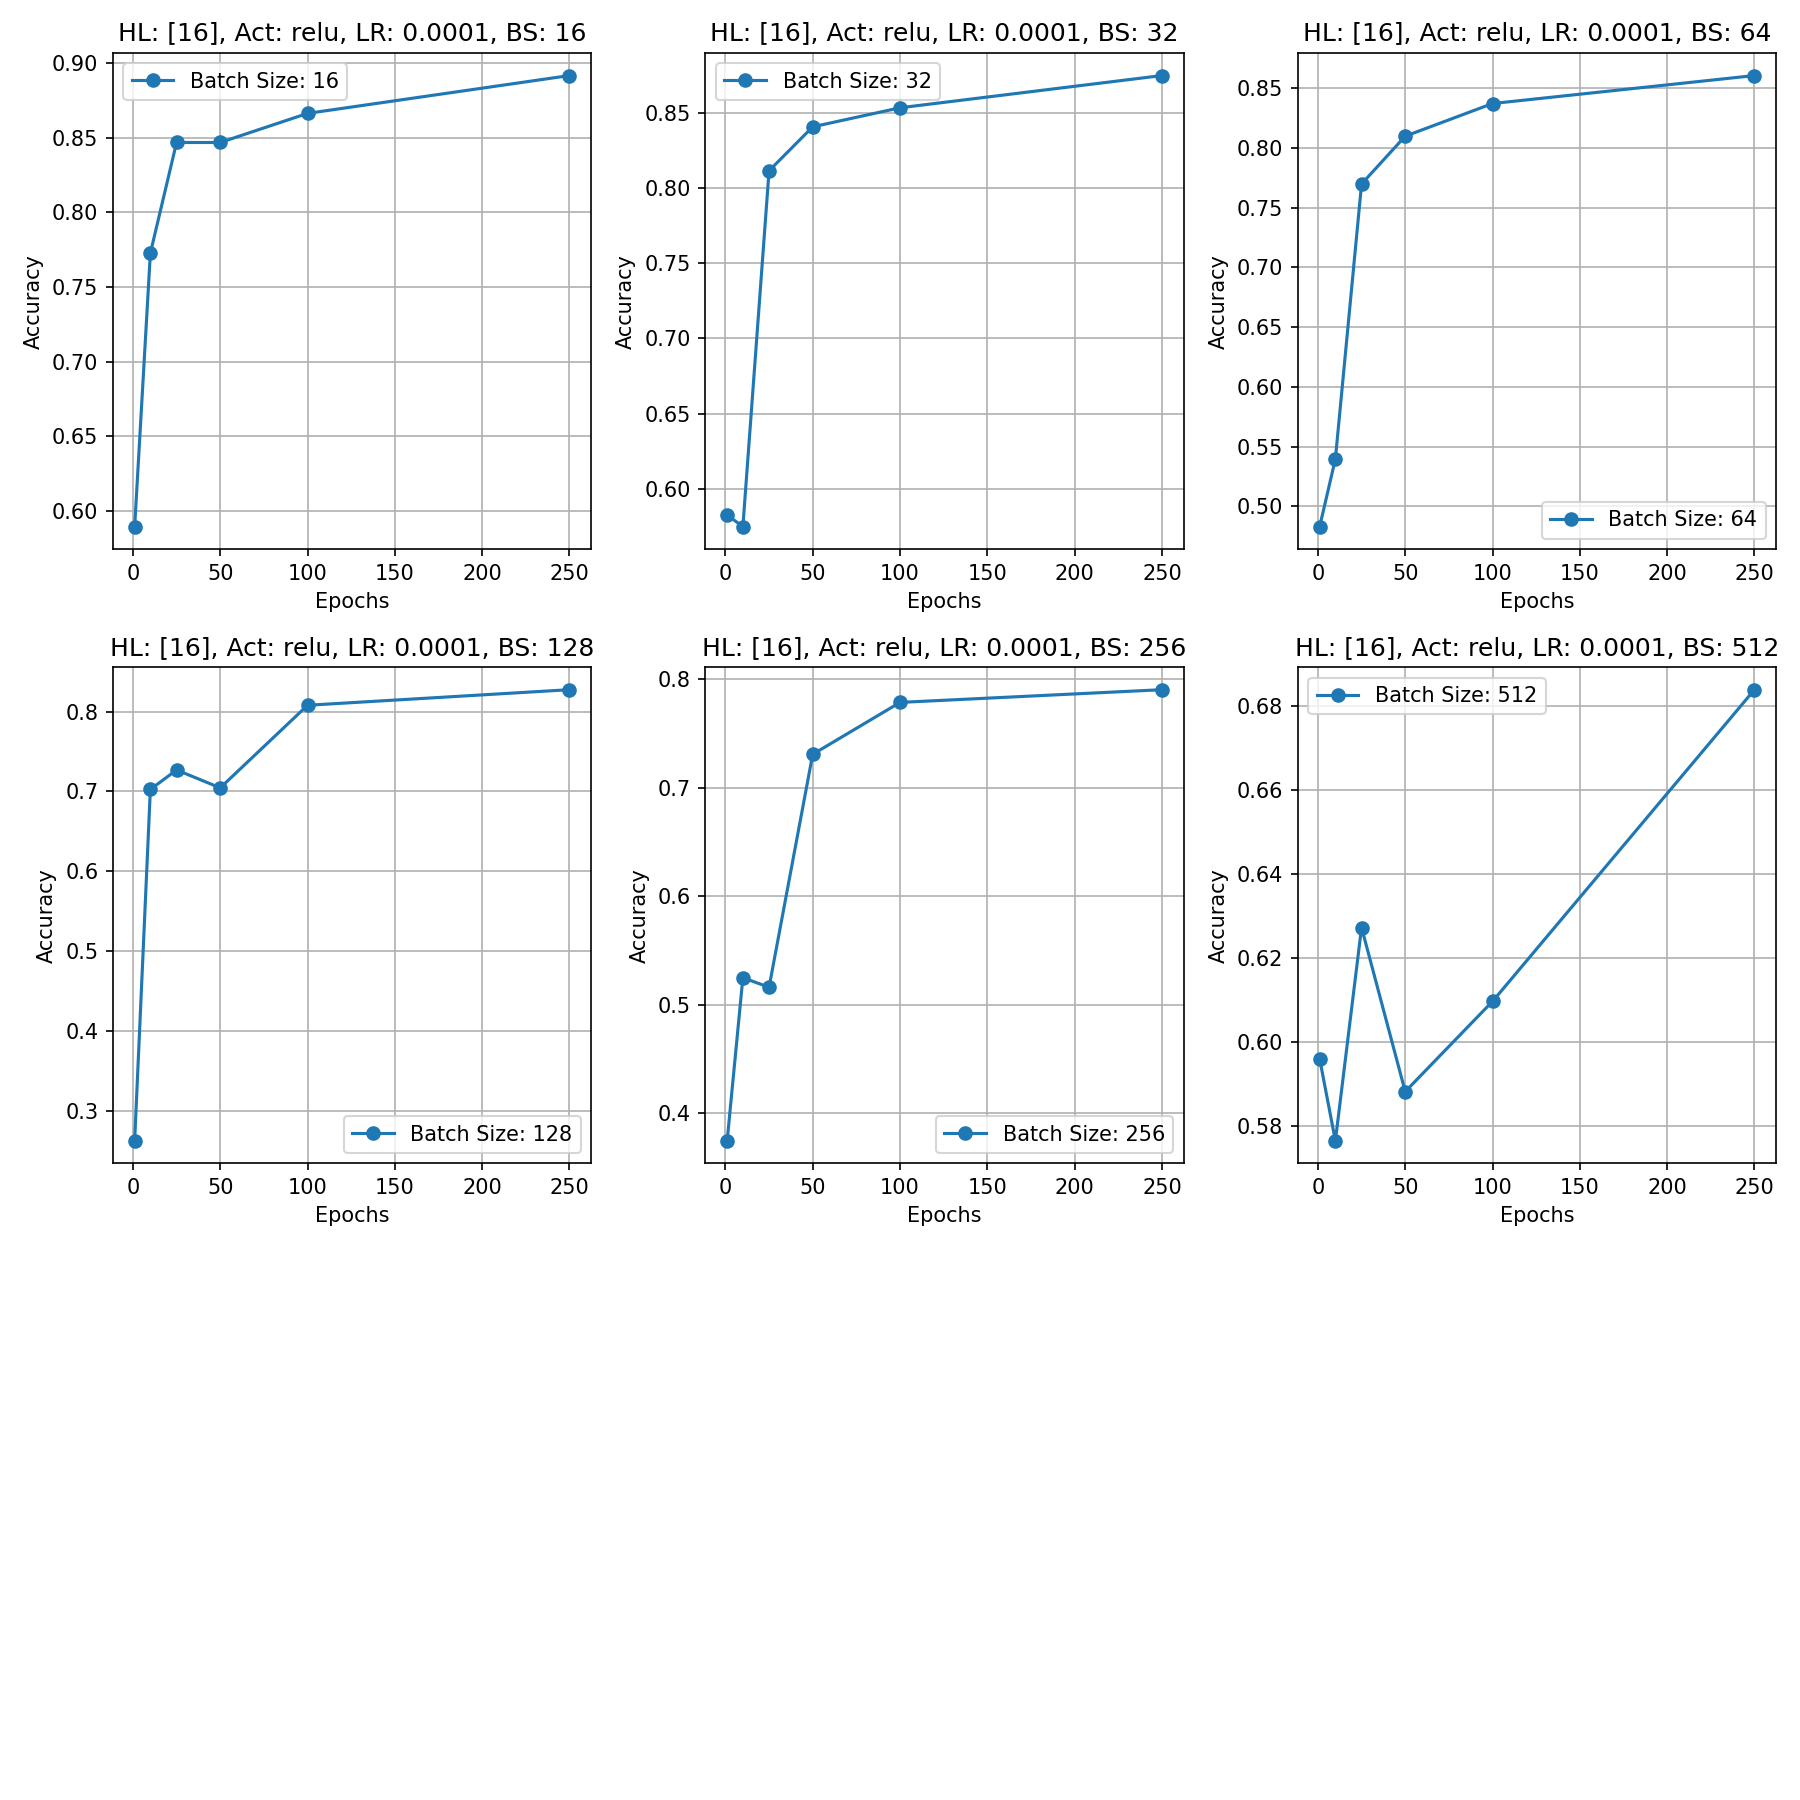 HL: [16], Act: relu, LR: 0.0001, BS: 16
Batch Size: 16
0.90
0.85
0.80
0.75
0.70
0.65
0.60
Accuracy
0 50 100 150 200 250
Epochs
HL: [16], Act: relu, LR: 0.0001, BS: 32
Batch Size: 32
0.85
0.80
0.75
0.70
0.65
0.60
Accuracy
0 50 100 150 200 250
Epochs
HL: [16], Act: relu, LR: 0.0001, BS: 64
0.85
0.80
0.75
0.70
0.65
0.60
0.55
0.50
Accuracy
Batch Size: 64
0 50 100 150 200 250
Epochs
HL: [16], Act: relu, LR: 0.0001, BS: 128
0.8
0.7
0.6
0.5
0.4
0.3
Accuracy
Batch Size: 128
0 50 100 150 200 250
Epochs
HL: [16], Act: relu, LR: 0.0001, BS: 256
0.8
0.7
0.6
0.5
0.4
Accuracy
Batch Size: 256
0 50 100 150 200 250
Epochs
HL: [16], Act: relu, LR: 0.0001, BS: 512
Batch Size: 512
0.68
0.66
0.64
0.62
0.60
0.58
Accuracy
0 50 100 150 200 250
Epochs